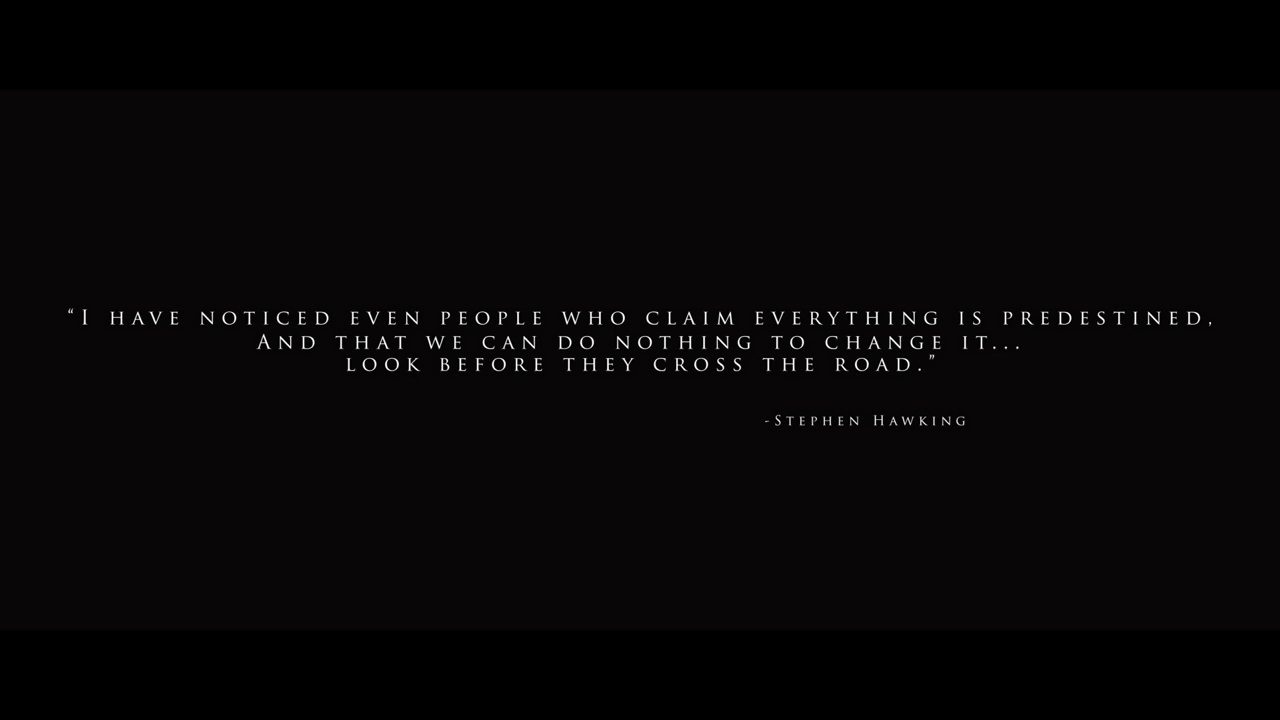 “I HAVE NOTICED EVEN PEOPLE WHO CLAIM EVERYTHING IS PREDESTINED,
AND THAT WE CAN DO NOTHING TO CHANGE IT...
LOOK BEFORE THEY CROSS THE ROAD.”
-STEPHEN HAWKING